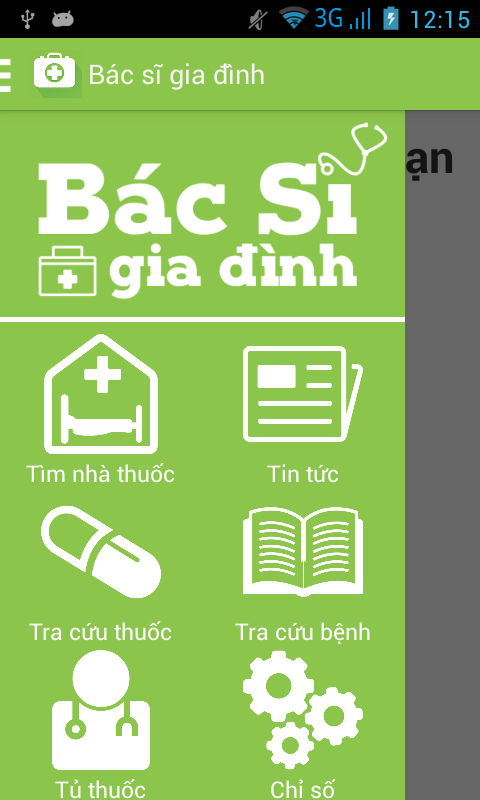 3G 12:15
Bác sĩ gia đình
ạn
Bác Sĩ
gia đình
Tìm nhà thuốc
Tin tức
Tra cứu thuốc
Tra cứu bệnh
Tủ thuốc
Chỉ số